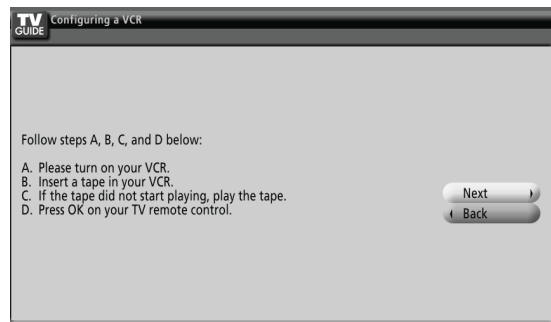 TV
GUIDE
Configuring a VCR
Follow steps A, B, C, and D below:
A. Please turn on your VCR.
B. Insert a tape in your VCR.
C. If the tape did not start playing, play the tape.
D. Press OK on your TV remote control.
Next
Back